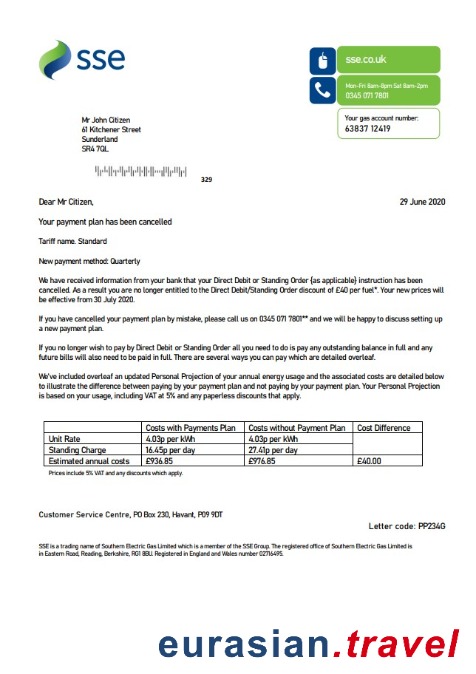 sse
sse.co.uk
Mon-Fri 8am-8pm Sat 8am-2pm
0345 071 7801
Your gas account number:
63837 12419
Mr John Citizen
61 Kitchener Street
Sunderland
SR4 7QL
329
Dear Mr Citizen,
29 June 2020
Your payment plan has been cancelled
Tariff name. Standard
New payment method: Quarterly
We have received information from your bank that your Direct Debit or Standing Order (as applicable) instruction has been
cancelled. As a result you are no longer entitled to the Direct Debit/Standing Order discount of £40 per fuel*. Your new prices will
be effective from 30 July 2020.
If you have cancelled your payment plan by mistake, please call us on 0345 071 7801** and we will be happy to discuss setting up
a new payment plan.
If you no longer wish to pay by Direct Debit or Standing Order all you need to do is pay any outstanding balance in full and any
future bills will also need to be paid in full. There are several ways you can pay which are detailed overleaf.
We've included overleaf an updated Personal Projection of your annual energy usage and the associated costs are detailed below
to illustrate the difference between paying by your payment plan and not paying by your payment plan. Your Personal Projection
is based on your usage, including VAT at 5% and any paperless discounts that apply.
Costs with Payments Plan Costs without Payment Plan Cost Difference
Unit Rate 4.03p per kWh 4.03p per kWh
Standing Charge 16.45p per day 27.41p per day
Estimated annual costs £936.85 £976.85 £40.00
Prices include 5% VAT and any discounts which apply.
Customer Service Centre, PO Box 230, Havant, P09 9DT
Letter code: PP234G
SSE is a trading name of Southern Electric Gas Limited which is a member of the SSE Group. The registered office of Southern Electric Gas Limited is
in Eastern Road, Reading, Berkshire, RG1 8BU. Registered in England and Wales number 02716495.
eurasian.travel